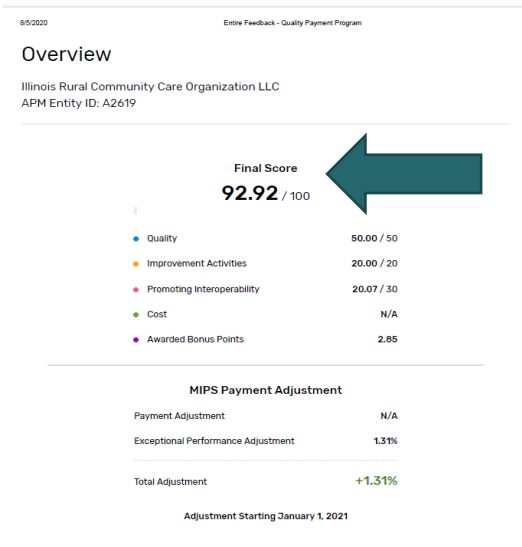 8/5/2020 Entire Feedback - Quality Payment Program
Overview
Illinois Rural Community Care Organization LLC
APM Entity ID: A2619
Final Score
92.92 / 100
Quality 50.00 / 50
Improvement Activities 20.00 / 20
Promoting Interoperability 20.07 / 30
Cost N/A
Awarded Bonus Points 2.85
MIPS Payment Adjustment
Payment Adjustment N/A
Exceptional Performance Adjustment 1.31%
Total Adjustment +1.31%
Adjustment Starting January 1, 2021